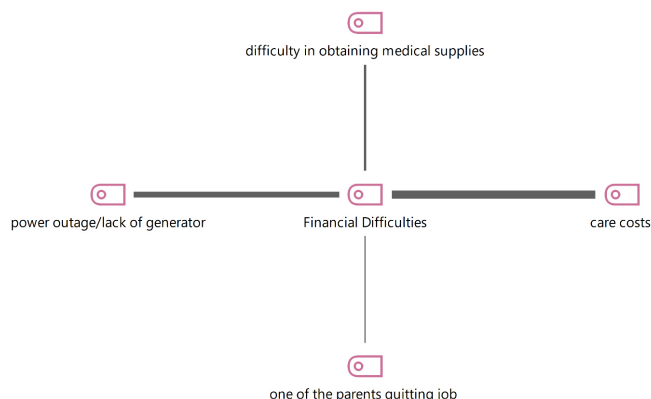 difficulty in obtaining medical supplies
power outage/lack of generator
Financial Difficulties
care costs
one of the parents quitting job